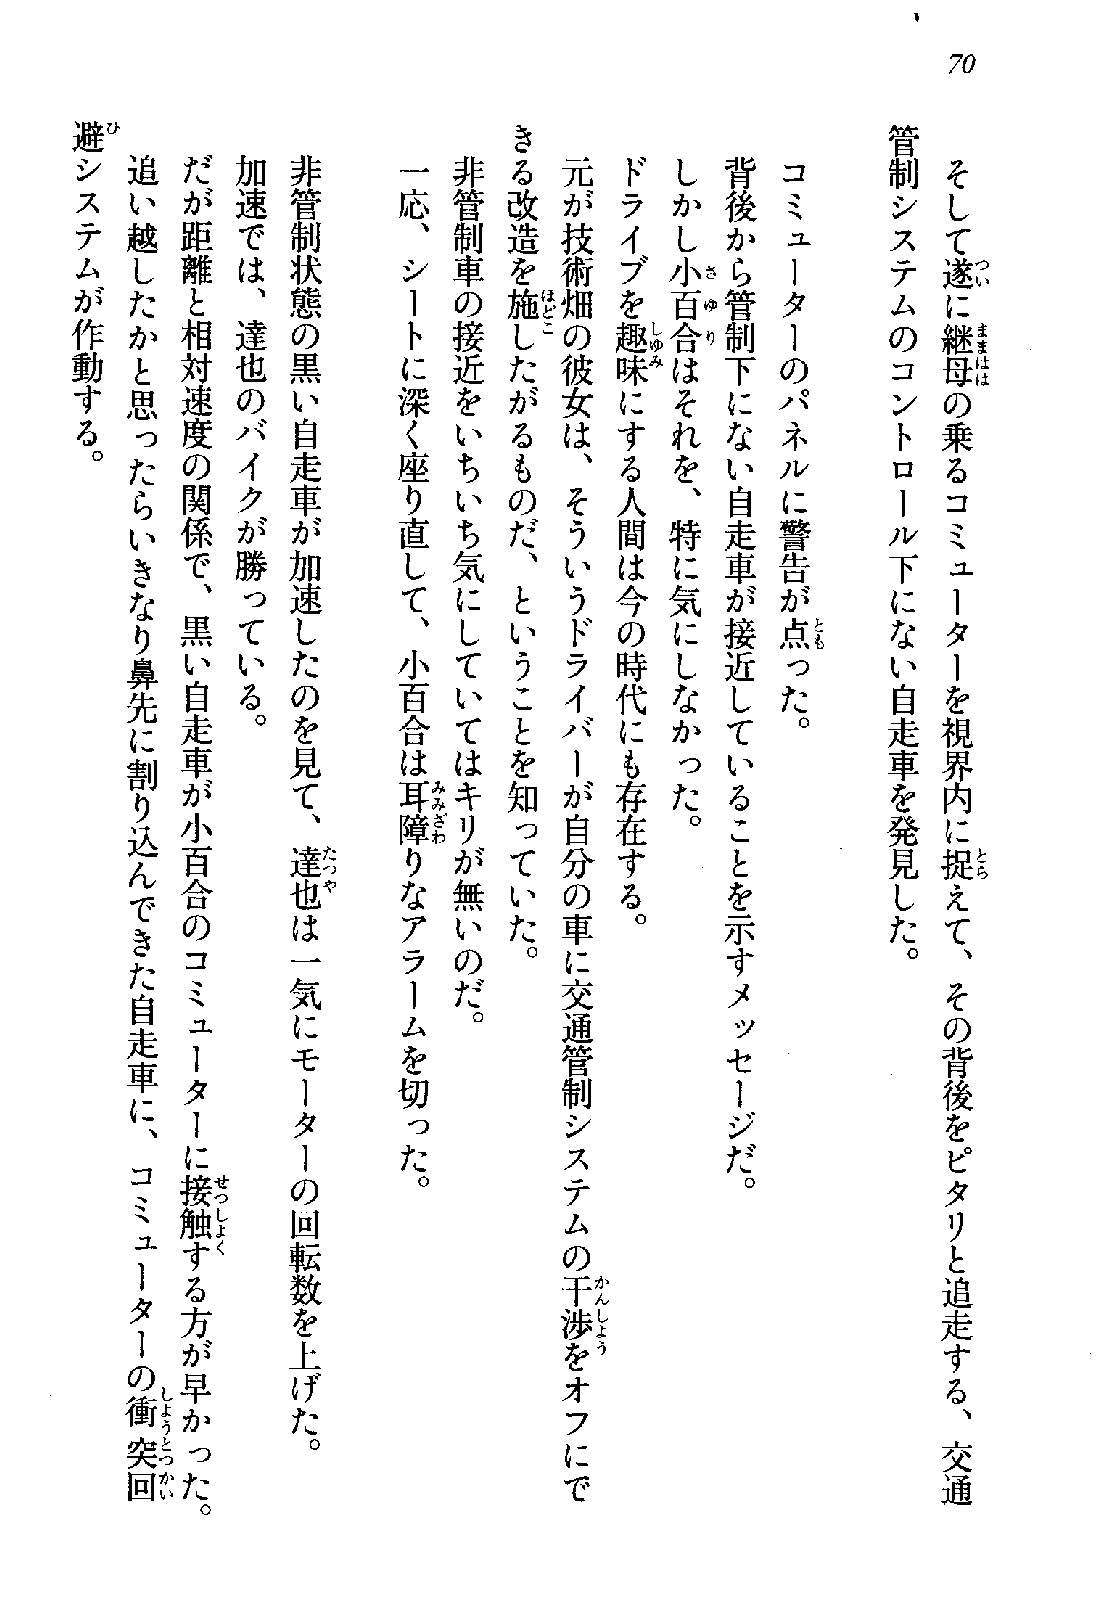 70
そして遂に継母の乗るコミューターを視界内に捉えて、その背後をピタリと追走する、交通
管制システムのコントロール下にない自走車を発見した。
コミューターのパネルに警告が点った。
背後から管制下にない自走車が接近していることを示すメッセージだ。
しかし小百合はそれを、特に気にしなかった。
ドライブを趣味にする人間は今の時代にも存在する。
元が技術畑の彼女は、そういうドライバーが自分の車に交通管制システムの干渉をオフにで
きる改造を施したがるものだ、ということを知っていた。
非管制車の接近をいちいち気にしていてはキリが無いのだ。
一応、シートに深く座り直して、小百合は耳障りなアラームを切った。
非管制状態の黒い自走車が加速したのを見て、達也は一気にモーターの回転数を上げた。
加速では、達也のバイクが勝っている。
だが距離と相対速度の関係で、黒い自走車が小百合のコミューターに接触する方が早かった。
追い越したかと思ったらいきなり鼻先に割り込んできた自走車に、コミューターの衝突回
避システムが作動する。